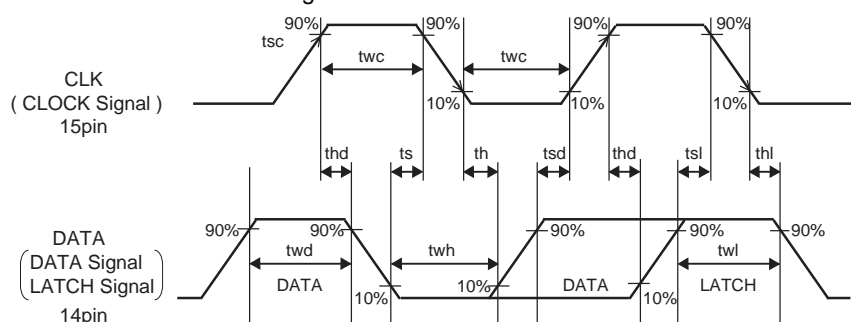 90%
90%
90%
tsc
twc
twc
CLK
( CLOCK Signal )
15pin
10%
10%
10%
thd
ts
th
tsd
thd
tsl
thl
90%
90%
90%
90%
90%
DATA
DATA Signal
LATCH Signal
14pin
twd
twh
twl
DATA
DATA
LATCH
10%
10%
10%